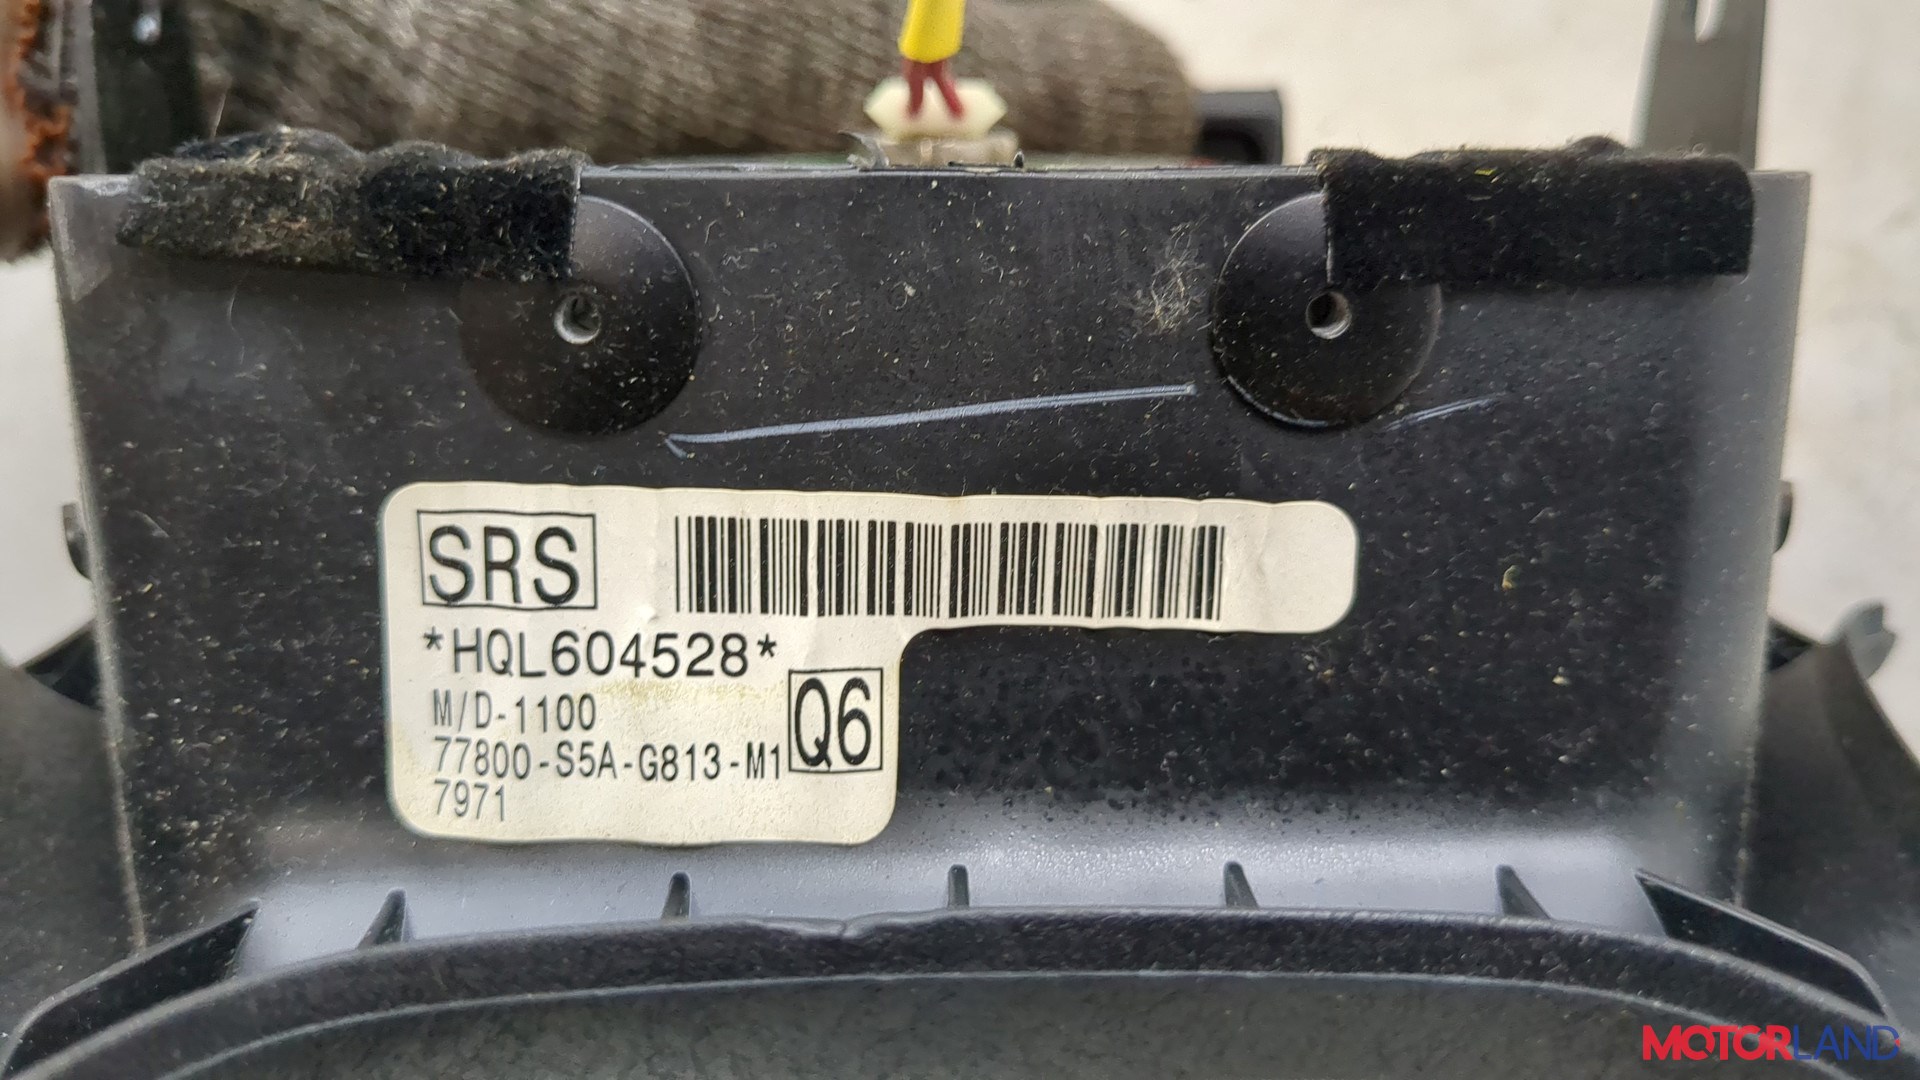 SRS
*HQL604528*
M/D-1100
77800-S5A-G813-M1
Q6
7971
MOTORLAND